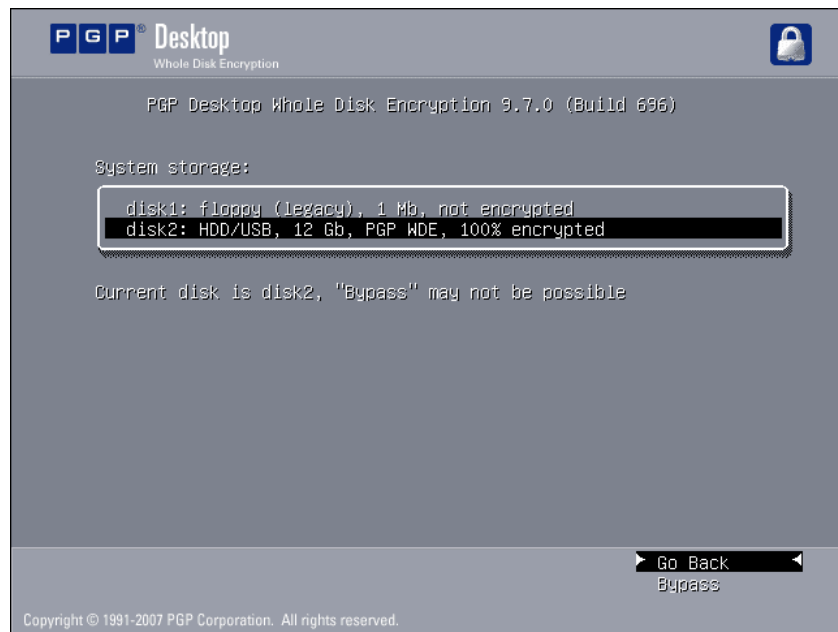 PGP® Desktop
Whole Disk Encryption
PGP Desktop Whole Disk Encryption 9.7.0 (Build 696)
System storage:
disk1: floppy (legacy), 1 Mb, not encrypted
disk2: HDD/USB, 12 Gb, PGP WDE, 100% encrypted
Current disk is disk2, "Bypass" may not be possible
Go Back
Bypass
Copyright © 1991-2007 PGP Corporation. All rights reserved.